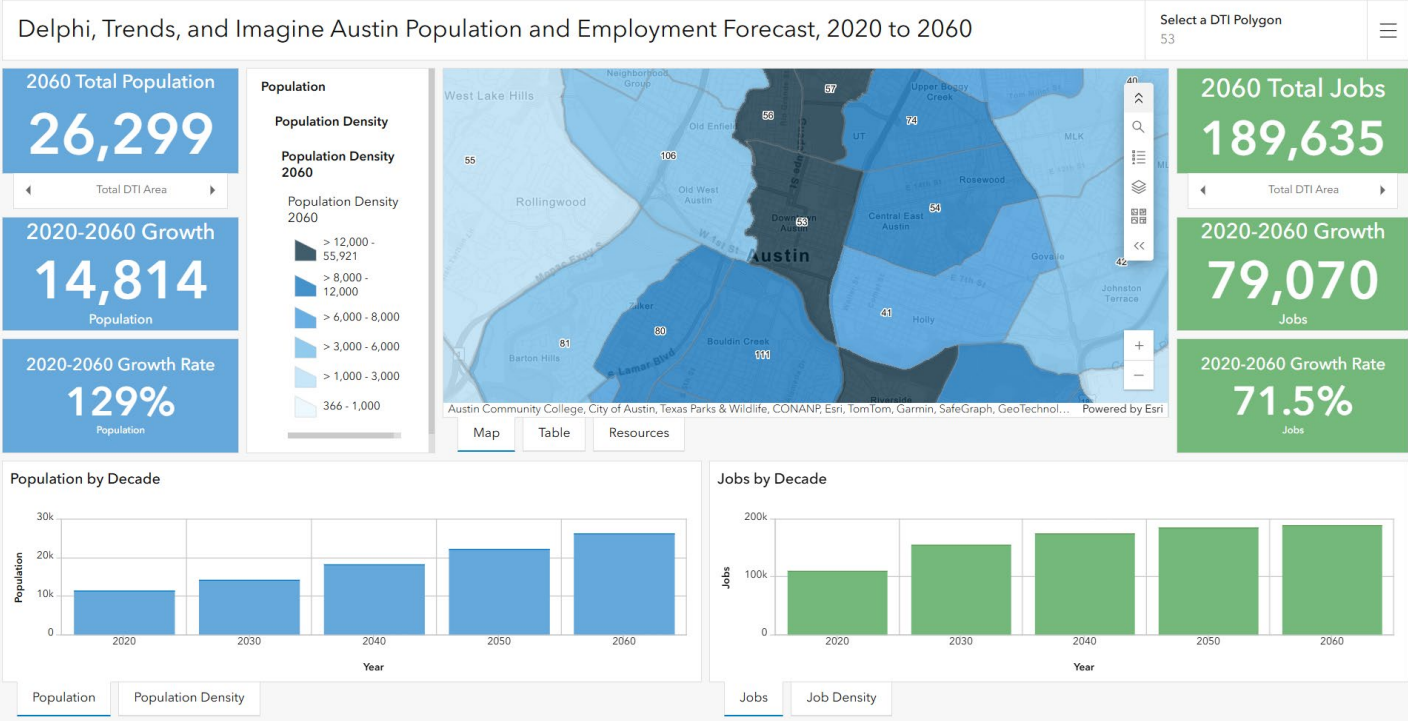 Delphi, Trends, and Imagine Austin Population and Employment Forecast, 2020 to 2060
Select a DTI Polygon
53
2060 Total Population
26,299
Total DTI Area
2020-2060 Growth
14,814
Population
2020-2060 Growth Rate
129%
Population
Population
Population Density
Population Density
2060
Population Density
2060
> 12,000 -
55,921
> 8,000 -
12,000
> 6,000 - 8,000
> 3,000 - 6,000
> 1,000 - 3,000
366 - 1,000
Neighborhood
Group
West Lake Hills
57
Upper Boggy
Creek
40
56
Old Enfield
UT
74
MLK
55
106
Rosewood
Old West
Austin
Rollingwood
54
Downtown
Austin
53
Central East
Austin
W 1st St
Austin
Mopac Expy S
Govalle
42
E 7th St
Johnston
Terrace
Zilker
41
Holly
80
81
Bouldin Creek
111
Barton Hills
S Lamar Blvd
Riverside
Austin Community College, City of Austin, Texas Parks & Wildlife, CONANP, Esri, TomTom, Garmin, SafeGraph, GeoTechnol...
Powered by Esri
Map
Table
Resources
2060 Total Jobs
189,635
Total DTI Area
2020-2060 Growth
79,070
Jobs
2020-2060 Growth Rate
71.5%
Jobs
Population by Decade
30k
20k
10k
0
Population
2020
2030
2040
2050
2060
Year
Population
Population Density
Jobs by Decade
200k
100k
0
Jobs
2020
2030
2040
2050
2060
Year
Jobs
Job Density